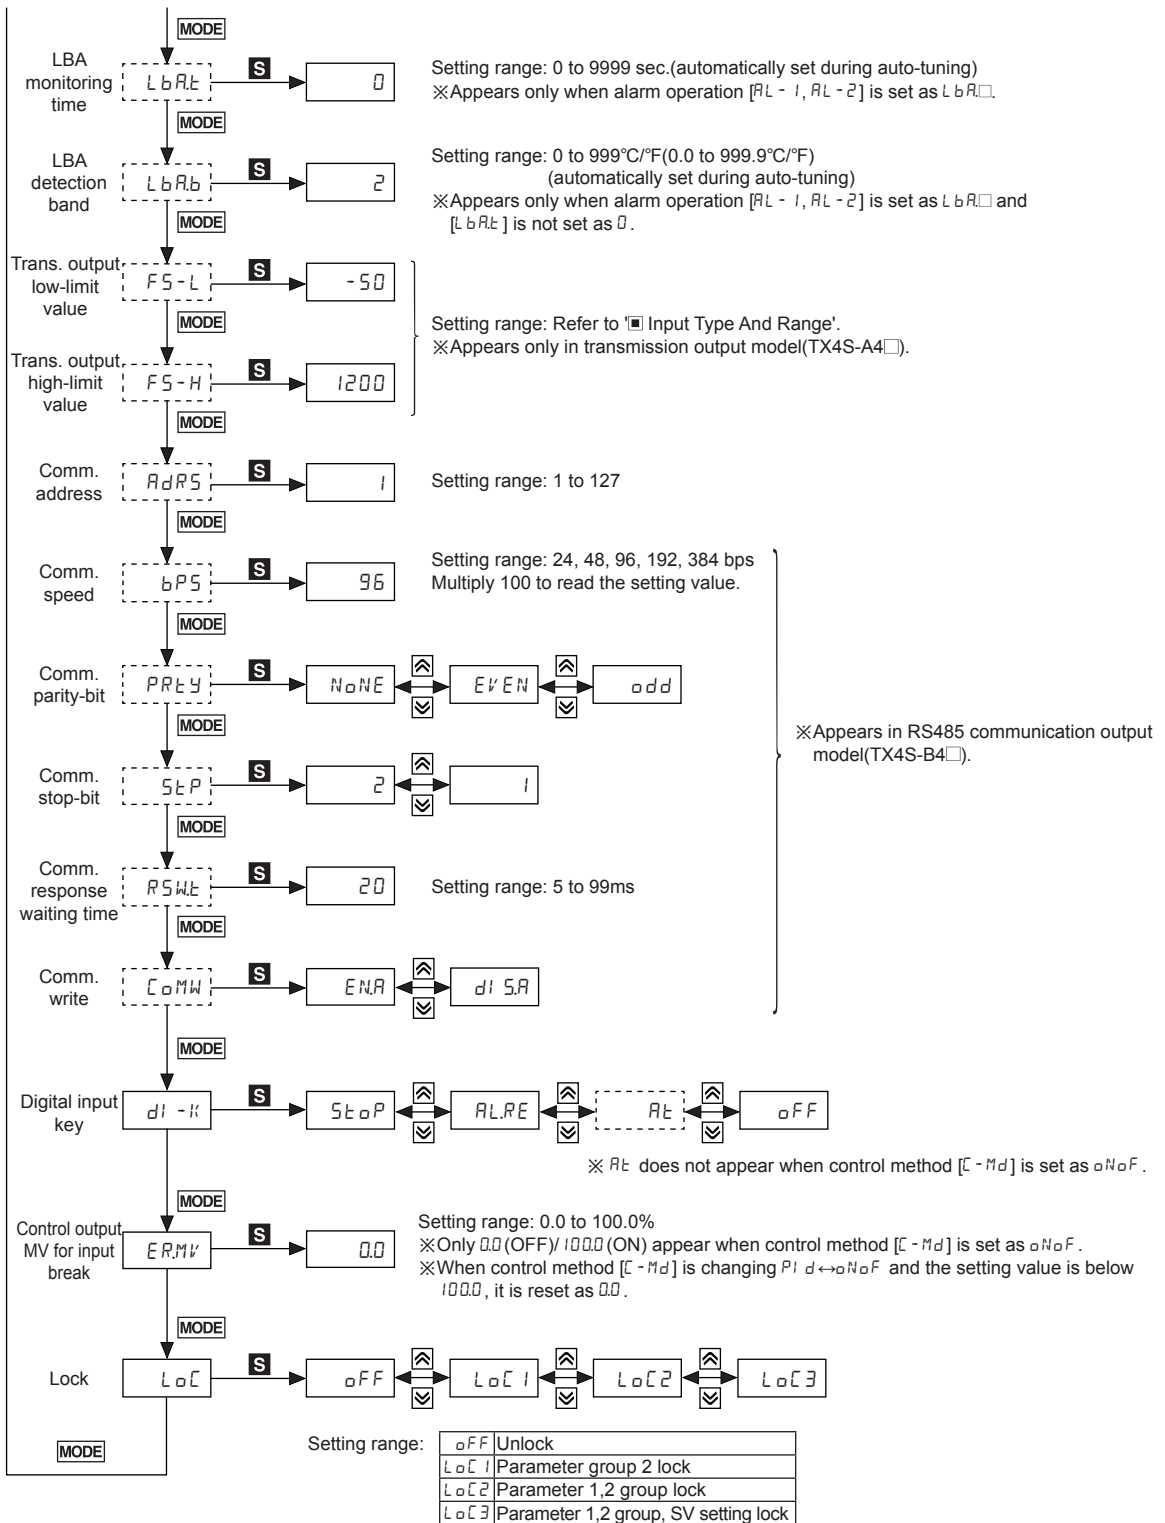 MODE
LBA
monitoring
time
LbA.t
S
0
Setting range: 0 to 9999 sec.(automatically set during auto-tuning)
※Appears only when alarm operation [AL-1, AL-2] is set as LbA.□.
MODE
LBA
detection
band
LbA.b
S
2
Setting range: 0 to 999℃/℉(0.0 to 999.9℃/℉)
(automatically set during auto-tuning)
※Appears only when alarm operation [AL-1, AL-2] is set as LbA.□ and
[LbA.t] is not set as 0.
MODE
Trans. output
low-limit
value
FS-L
S
-50
MODE
Setting range: Refer to '▣ Input Type And Range'.
※Appears only in transmission output model(TX4S-A4□).
Trans. output
high-limit
value
FS-H
S
1200
MODE
Comm.
address
AdRS
S
1
Setting range: 1 to 127
MODE
Comm.
speed
bPS
S
96
Setting range: 24, 48, 96, 192, 384 bps
Multiply 100 to read the setting value.
MODE
Comm.
parity-bit
PRtY
S
NoNE
EVEN
odd
MODE
※Appears in RS485 communication output
model(TX4S-B4□).
Comm.
stop-bit
StP
S
2
1
MODE
Comm.
response
waiting time
RSW.t
S
20
Setting range: 5 to 99ms
MODE
Comm.
write
CoMW
S
EN.A
dIS.A
MODE
Digital input
key
dI-K
S
StoP
AL.RE
At
oFF
※ At does not appear when control method [C-Md] is set as oNoF.
MODE
Control output
MV for input
break
ER.MV
S
0.0
Setting range: 0.0 to 100.0%
※Only 0.0(OFF)/100.0(ON) appear when control method [C-Md] is set as oNoF.
※When control method [C-Md] is changing PId↔oNoF and the setting value is below
100.0, it is reset as 0.0.
MODE
Lock
LoC
S
oFF
LoC1
LoC2
LoC3
MODE
Setting range:
oFF Unlock
LoC1 Parameter group 2 lock
LoC2 Parameter 1,2 group lock
LoC3 Parameter 1,2 group, SV setting lock